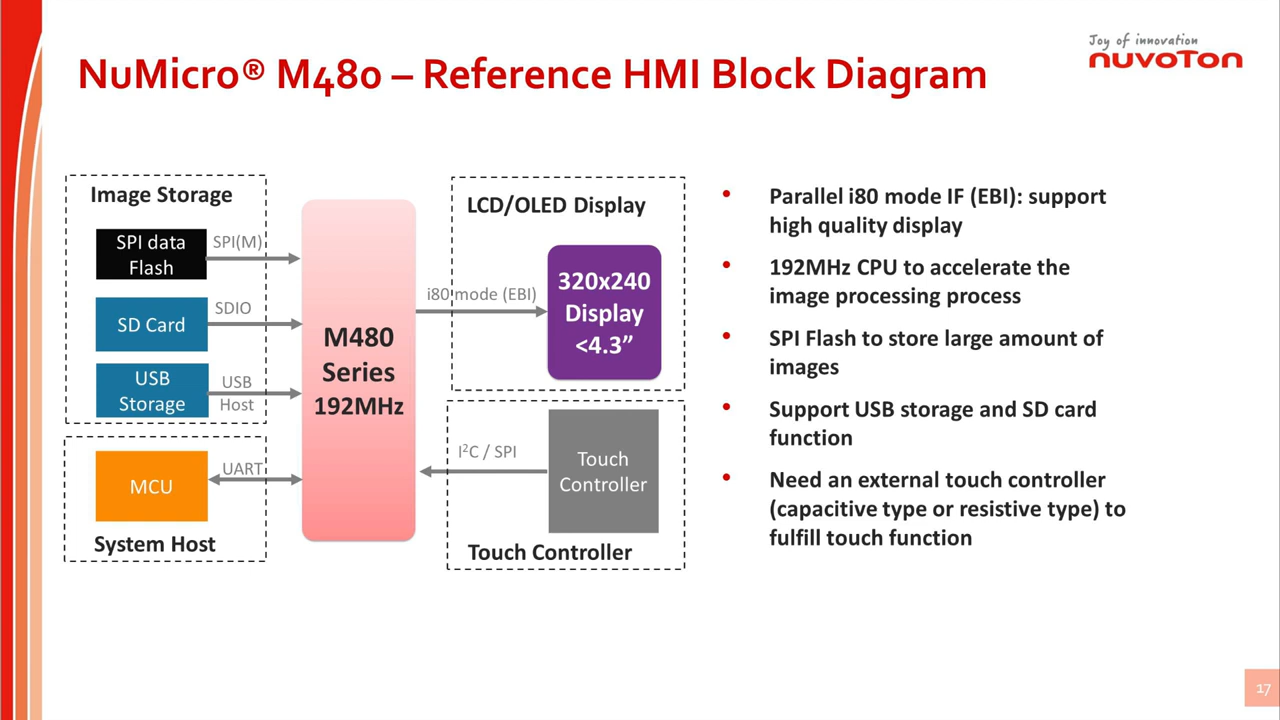 NuMicro® M480 – Reference HMI Block Diagram
Joy of innovation
nuvoton
Image Storage
SPI data
Flash
SPI(M)
SD Card
SDIO
USB
Storage
USB
Host
MCU
UART
System Host
M480
Series
192MHz
LCD/OLED Display
i80 mode (EBI)
320x240
Display
<4.3”
I²C / SPI
Touch
Controller
Touch Controller
• Parallel i80 mode IF (EBI): support
high quality display
• 192MHz CPU to accelerate the
image processing process
• SPI Flash to store large amount of
images
• Support USB storage and SD card
function
• Need an external touch controller
(capacitive type or resistive type) to
fulfill touch function
17